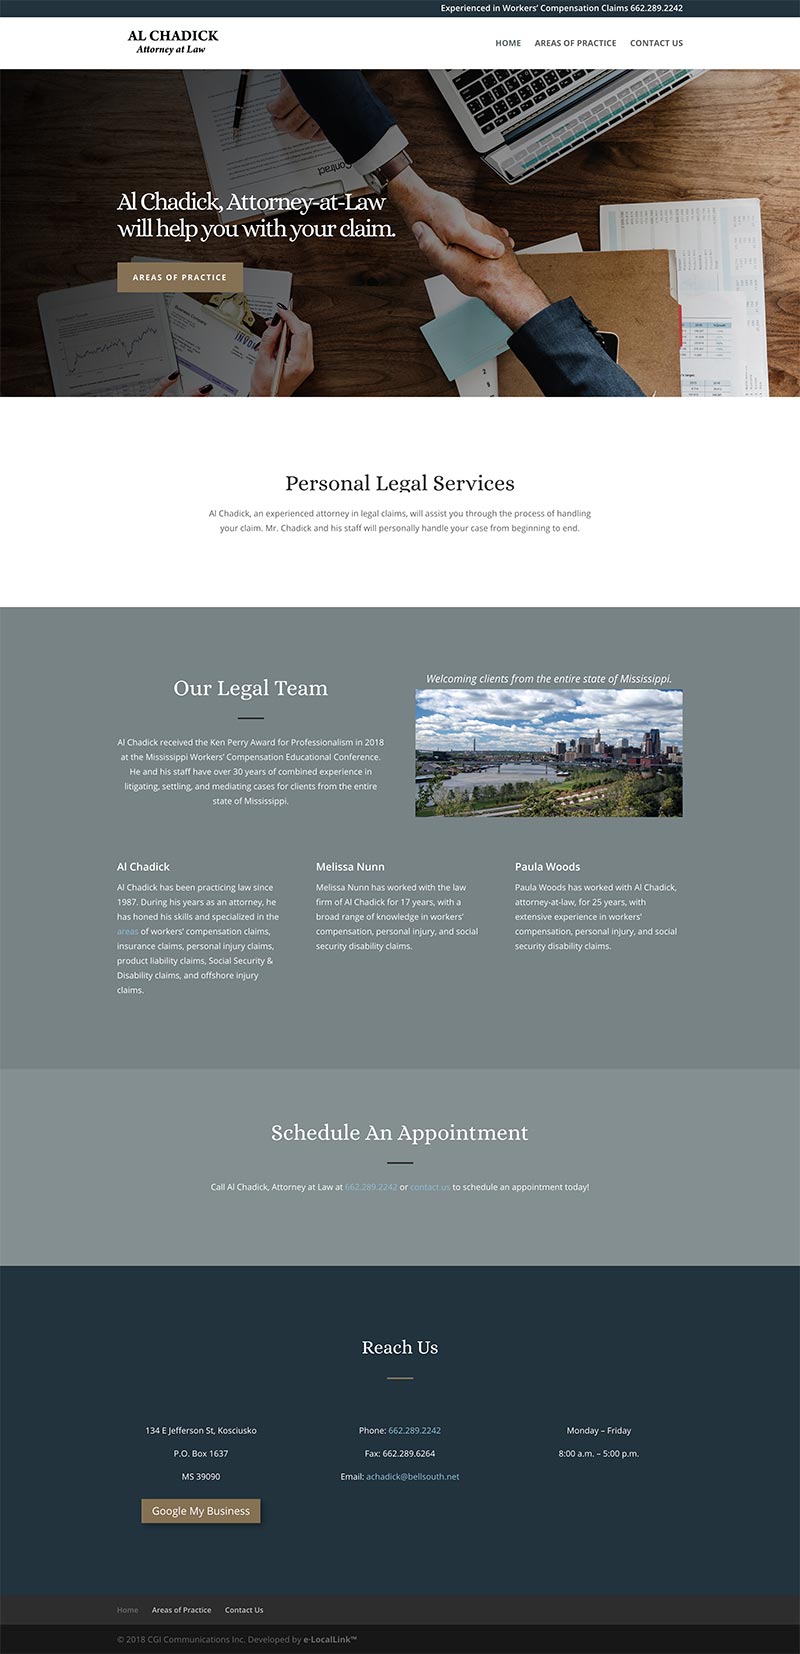 Experienced in Workers' Compensation Claims 662.289.2242
AL CHADICK
Attorney at Law
HOME AREAS OF PRACTICE CONTACT US
Contract
Al Chadick, Attorney-at-Law
will help you with your claim.
AREAS OF PRACTICE
Personal Legal Services
Al Chadick, an experienced attorney in legal claims, will assist you through the process of handling
your claim. Mr. Chadick and his staff will personally handle your case from beginning to end.
Our Legal Team
Al Chadick received the Ken Perry Award for Professionalism in 2018
at the Mississippi Workers' Compensation Educational Conference.
He and his staff have over 30 years of combined experience in
litigating, settling, and mediating cases for clients from the entire
state of Mississippi.
Welcoming clients from the entire state of Mississippi.
Al Chadick
Al Chadick has been practicing law since
1987. During his years as an attorney, he
has honed his skills and specialized in the
areas of workers' compensation claims,
insurance claims, personal injury claims,
product liability claims, Social Security &
Disability claims, and offshore injury
claims.
Melissa Nunn
Melissa Nunn has worked with the law
firm of Al Chadick for 17 years, with a
broad range of knowledge in workers'
compensation, personal injury, and social
security disability claims.
Paula Woods
Paula Woods has worked with Al Chadick,
attorney-at-law, for 25 years, with
extensive experience in workers'
compensation, personal injury, and social
security disability claims.
Schedule An Appointment
Call Al Chadick, Attorney at Law at 662.289.2242 or contact us to schedule an appointment today!
Reach Us
134 E Jefferson St, Kosciusko
P.O. Box 1637
MS 39090
Google My Business
Phone: 662.289.2242
Fax: 662.289.6264
Email: achadick@bellsouth.net
Monday – Friday
8:00 a.m. – 5:00 p.m.
Home Areas of Practice Contact Us
© 2018 CGI Communications Inc. Developed by e-LocalLink™